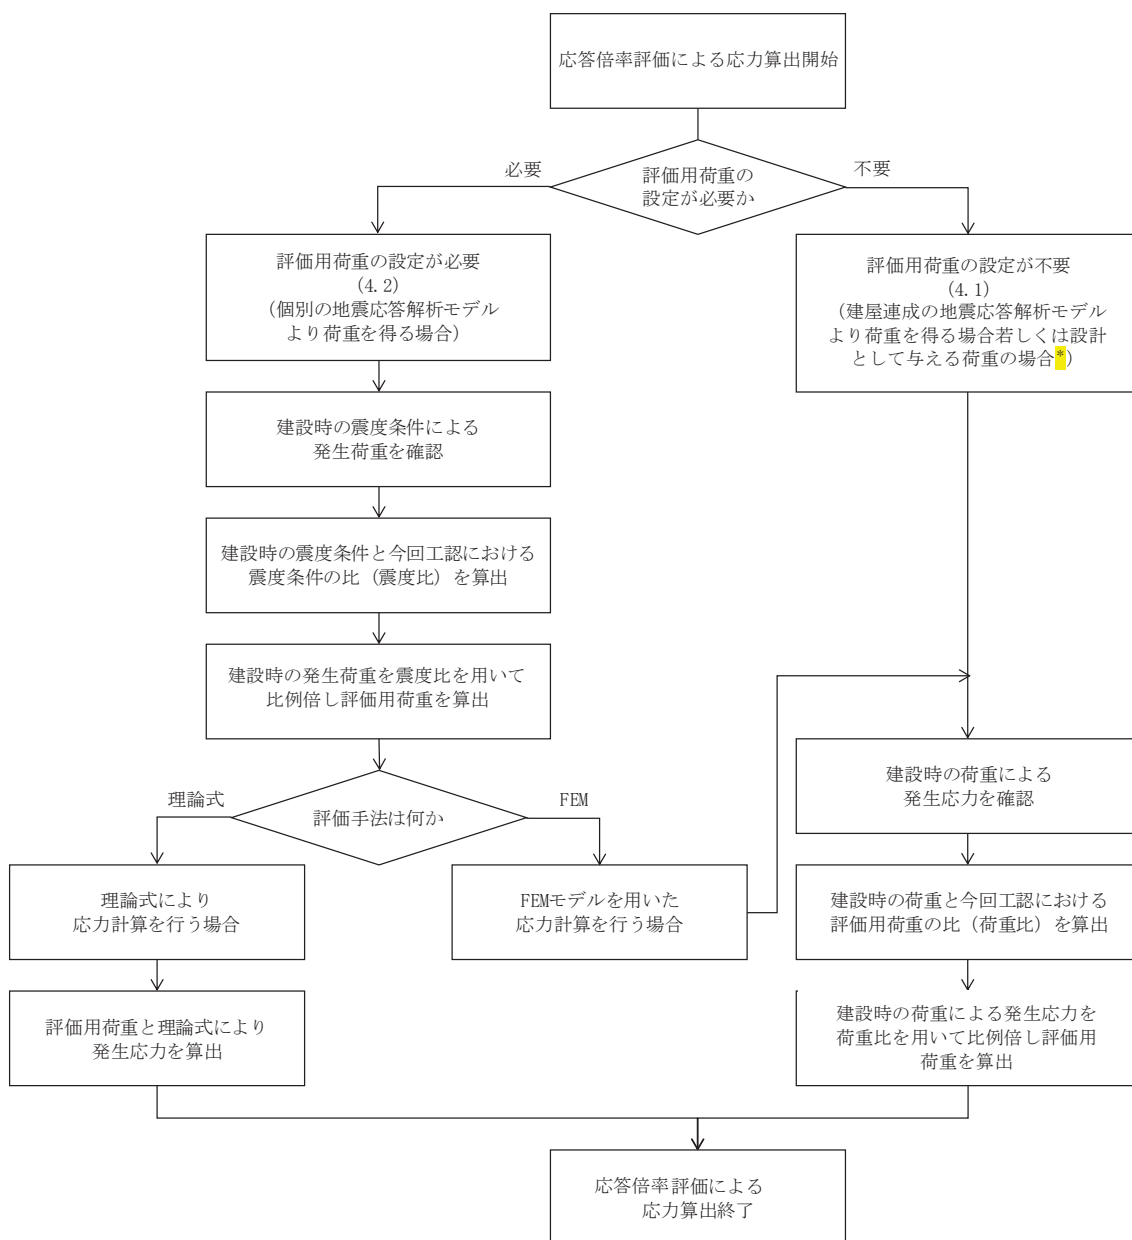 応答倍率評価による応力算出開始
評価用荷重の
設定が必要か
必要
不要
評価用荷重の設定が必要
(4.2)
（個別の地震応答解析モデル
より荷重を得る場合）
評価用荷重の設定が不要
(4.1)
（建屋連成の地震応答解析モデル
より荷重を得る場合若しくは設計
として与える荷重の場合*）
建設時の震度条件による
発生荷重を確認
建設時の震度条件と今回工認における
震度条件の比（震度比）を算出
建設時の発生荷重を震度比を用いて
比例倍し評価用荷重を算出
評価手法は何か
理論式
FEM
理論式により
応力計算を行う場合
FEMモデルを用いた
応力計算を行う場合
評価用荷重と理論式により
発生応力を算出
建設時の荷重による
発生応力を確認
建設時の荷重と今回工認における
評価用荷重の比（荷重比）を算出
建設時の荷重による発生応力を
荷重比を用いて比例倍し評価用
荷重を算出
応答倍率評価による
応力算出終了